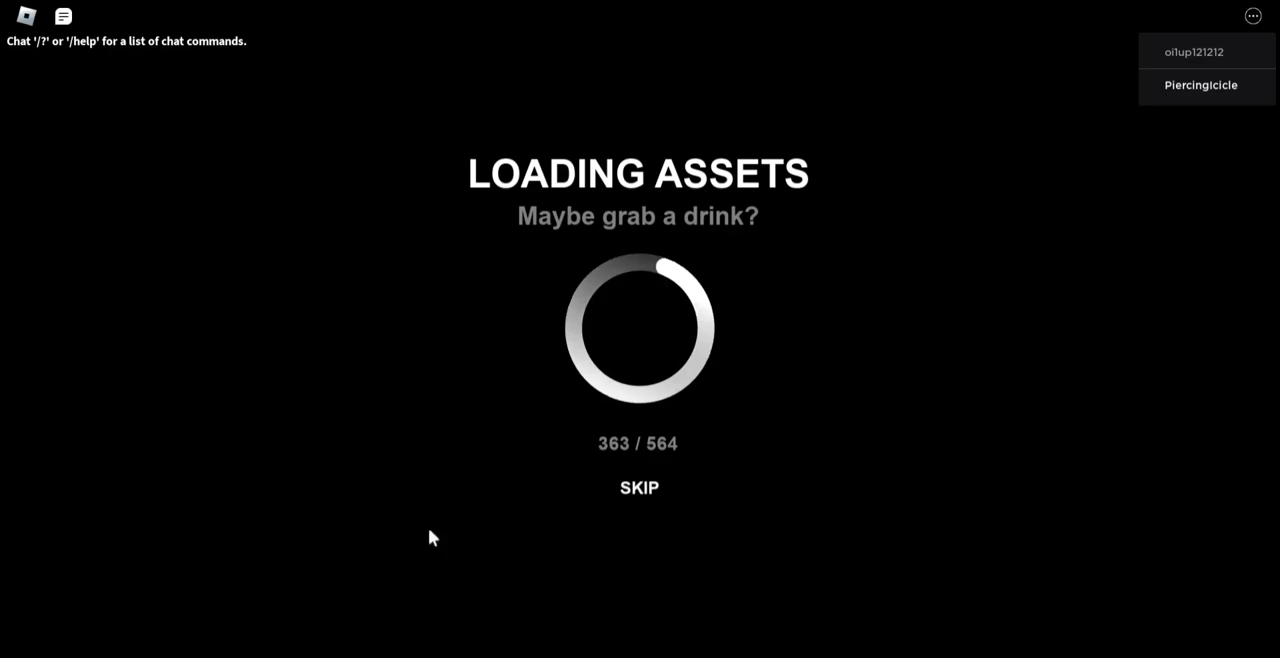 Chat '/?' or '/help' for a list of chat commands.
oi1up121212
PiercingIcicle
LOADING ASSETS
Maybe grab a drink?
363 / 564
SKIP